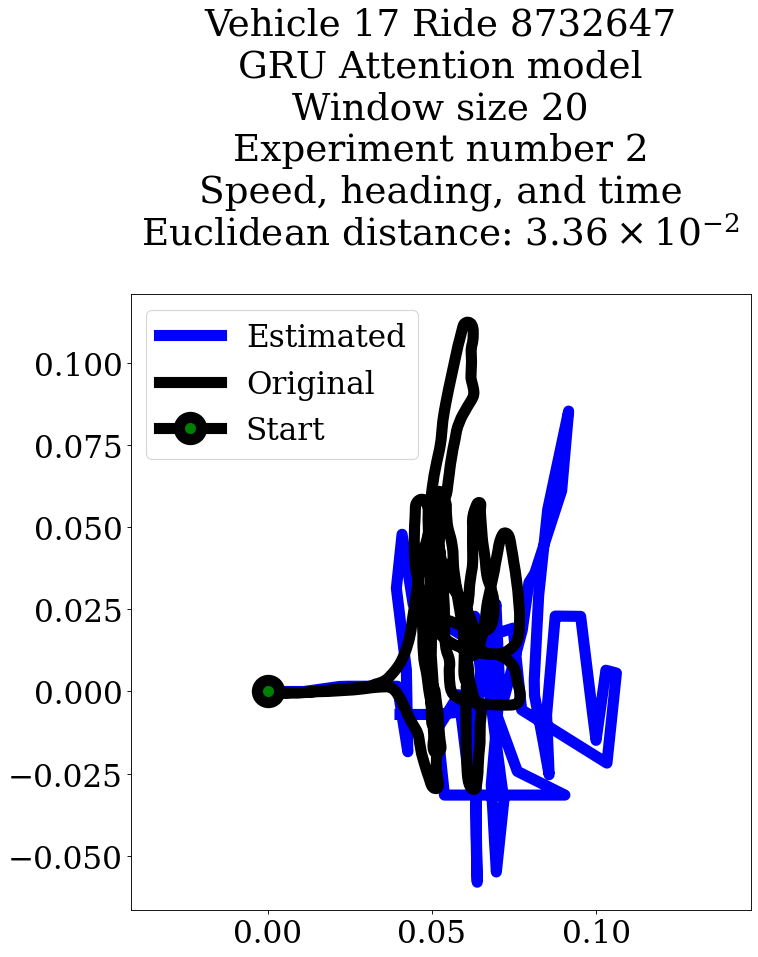 Vehicle 17 Ride 8732647
GRU Attention model
Window size 20
Experiment number 2
Speed, heading, and time
Euclidean distance: 3.36 × 10⁻²
Estimated
Original
Start
0.100
0.075
0.050
0.025
0.000
−0.025
−0.050
0.00 0.05 0.10